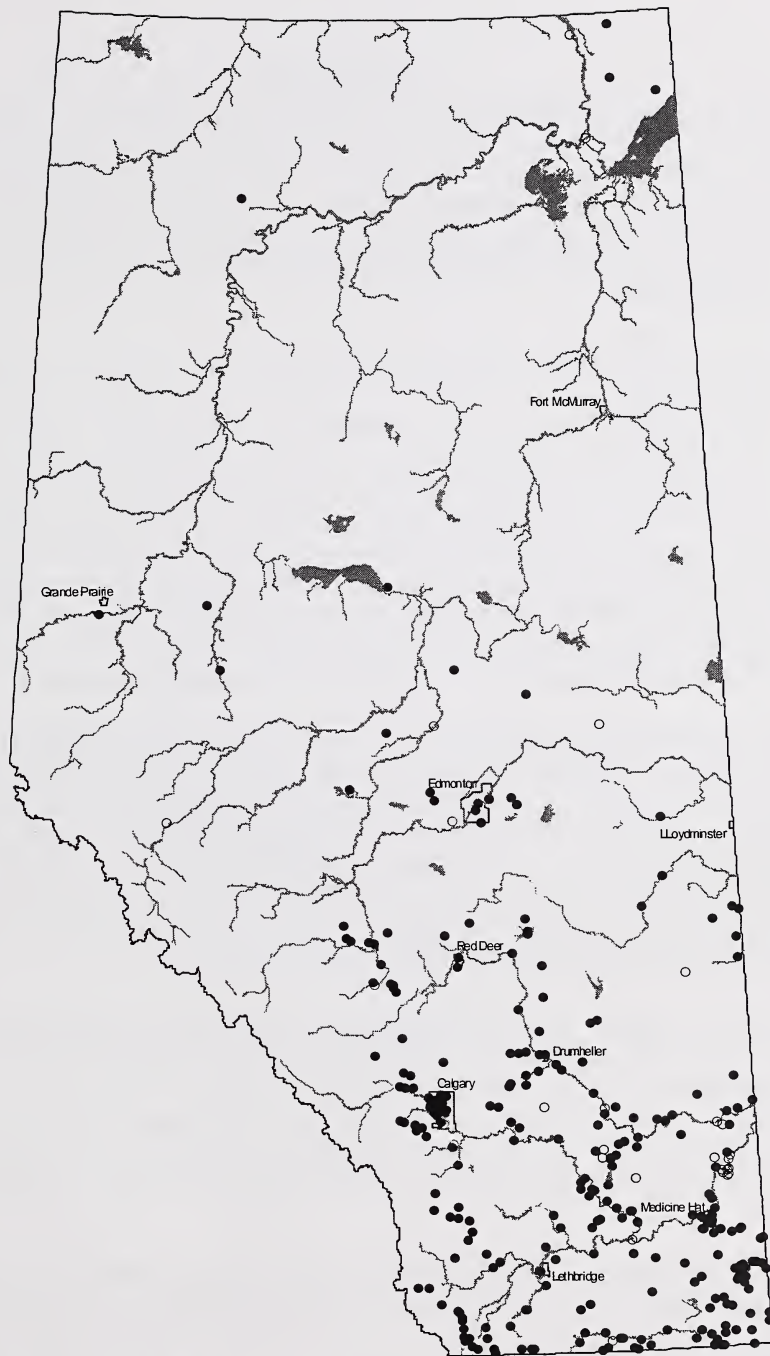 Fort McMurray
Grande Prairie
Edmonton
LLoydminster
Red Deer
Drumheller
Calgary
Medicine Hat
Lethbridge